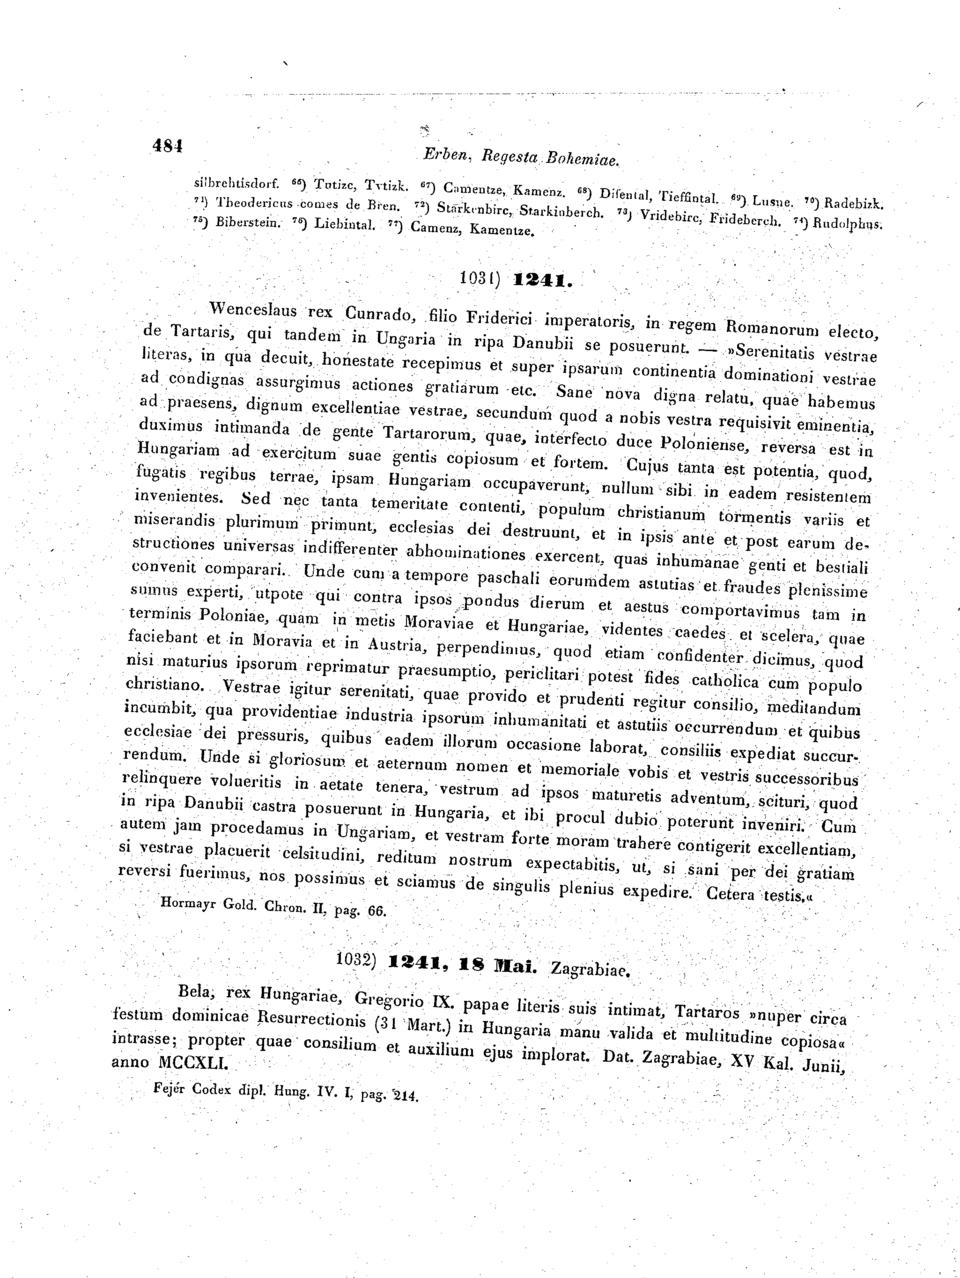 484
Erben, Regesta Bohemiae.
silbrehtisdorf. ⁶⁶) Tutizc, Tvtizk. ⁶⁷) Camentze, Kamenz. ⁶⁸) Difental, Tieffintal. ⁶⁹) Lusne. ⁷⁰) Radebizk.
⁷¹) Theodericus comes de Bren. ⁷²) Starkenbirc, Starkinberch. ⁷³) Vridebirc, Frideberch. ⁷⁴) Rudolphus.
⁷⁵) Biberstein. ⁷⁶) Liebintal. ⁷⁷) Camenz, Kamentze.
1031) 1241.
Wenceslaus rex Cunrado, filio Friderici imperatoris, in regem Romanorum electo,
de Tartaris, qui tandem in Ungaria in ripa Danubii se posuerunt. — »Serenitatis vestrae
literas, in qua decuit, honestate recepimus et super ipsarum continentia dominationi vestrae
ad condignas assurgimus actiones gratiarum etc. Sane nova digna relatu, quae habemus
ad praesens, dignum excellentiae vestrae, secundum quod a nobis vestra requisivit eminentia,
duximus intimanda de gente Tartarorum, quae, interfecto duce Poloniense, reversa est in
Hungariam ad exercitum suae gentis copiosum et fortem. Cujus tanta est potentia, quod,
fugatis regibus terrae, ipsam Hungariam occupaverunt, nullum sibi in eadem resistentem
invenientes. Sed nec tanta temeritate contenti, populum christianum tormentis variis et
miserandis plurimum primunt, ecclesias dei destruunt, et in ipsis ante et post earum de-
structiones universas indifferenter abhominationes exercent, quas inhumanae genti et bestiali
convenit comparari. Unde cum a tempore paschali eorumdem astutias et fraudes plenissime
sumus experti, utpote qui contra ipsos pondus dierum et aestus comportavimus tam in
terminis Poloniae, quam in metis Moraviae et Hungariae, videntes caedes et scelera, quae
faciebant et in Moravia et in Austria, perpendimus, quod etiam confidenter dicimus, quod
nisi maturius ipsorum reprimatur praesumptio, periclitari potest fides catholica cum populo
christiano. Vestrae igitur serenitati, quae provido et prudenti regitur consilio, meditandum
incumbit, qua providentiae industria ipsorum inhumanitati et astutiis occurrendum et quibus
ecclesiae dei pressuris, quibus eadem illorum occasione laborat, consiliis expediat succur-
rendum. Unde si gloriosum et aeternum nomen et memoriale vobis et vestris successoribus
relinquere volueritis in aetate tenera, vestrum ad ipsos maturetis adventum, scituri, quod
in ripa Danubii castra posuerunt in Hungaria, et ibi procul dubio poterunt inveniri. Cum
autem jam procedamus in Ungariam, et vestram forte moram trahere contigerit excellentiam,
si vestrae placuerit celsitudini, reditum nostrum expectabitis, ut, si sani per dei gratiam
reversi fuerimus, nos possimus et sciamus de singulis plenius expedire. Cetera testis.«
Hormayr Gold. Chron. II, pag. 66.
1032) 1241, 18 Mai. Zagrabiae.
Bela, rex Hungariae, Gregorio IX. papae literis suis intimat, Tartaros »nuper circa
festum dominicae Resurrectionis (31 Mart.) in Hungaria manu valida et multitudine copiosa«
intrasse; propter quae consilium et auxilium ejus implorat. Dat. Zagrabiae, XV Kal. Junii,
anno MCCXLI.
Fejér Codex dipl. Hung. IV. I, pag. 214.